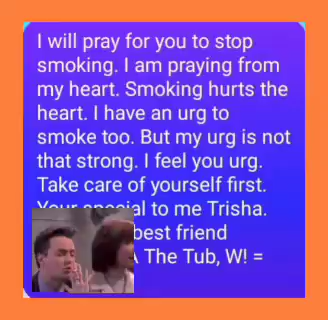 I will pray for you to stop
smoking. I am praying from
my heart. Smoking hurts the
heart. I have an urg to
smoke too. But my urg is not
that strong. I feel you urg.
Take care of yourself first.
Your special to me Trisha.
best friend
The Tub, W! =